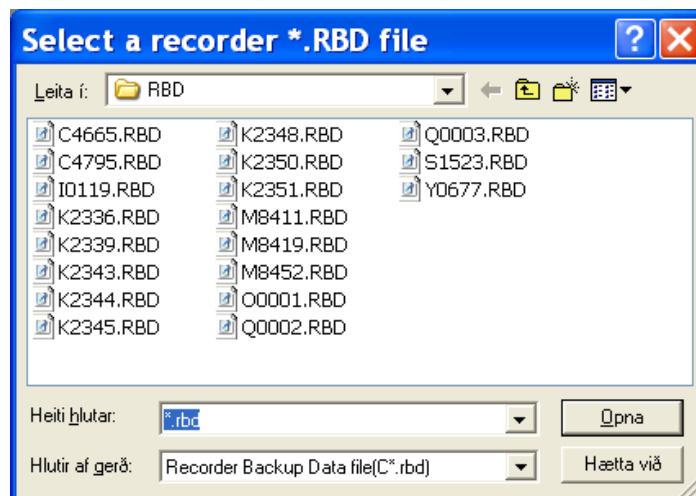 Select a recorder *.RBD file
Leita í: RBD
C4665.RBD K2348.RBD Q0003.RBD
C4795.RBD K2350.RBD S1523.RBD
I0119.RBD K2351.RBD Y0677.RBD
K2336.RBD M8411.RBD
K2339.RBD M8419.RBD
K2343.RBD M8452.RBD
K2344.RBD O0001.RBD
K2345.RBD Q0002.RBD
Heiti hlutar: *.rbd Opna
Hlutir af gerð: Recorder Backup Data file(C*.rbd) Hætta við